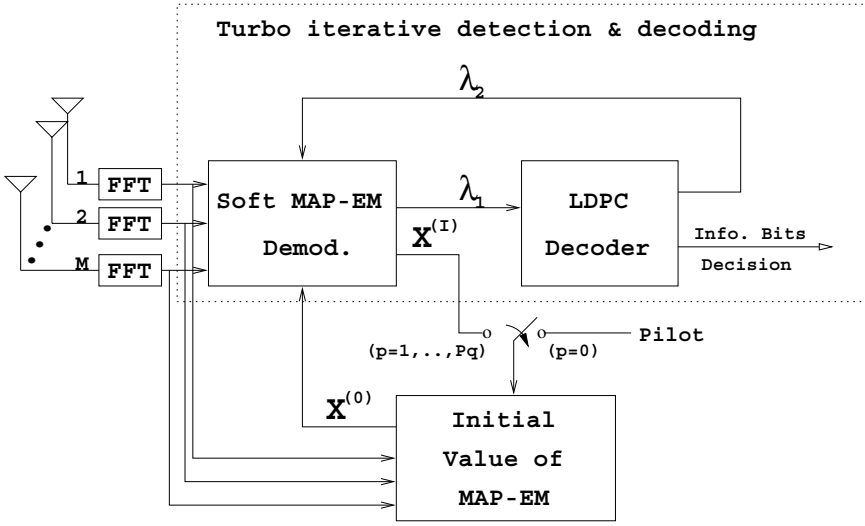 Turbo iterative detection & decoding
λ2
1 FFT
Soft MAP-EM
Demod.
λ1
LDPC
Decoder
2 FFT
X(I)
Info. Bits
Decision
M FFT
Pilot
(p=1,..,Pq)
(p=0)
X(0)
Initial
Value of
MAP-EM